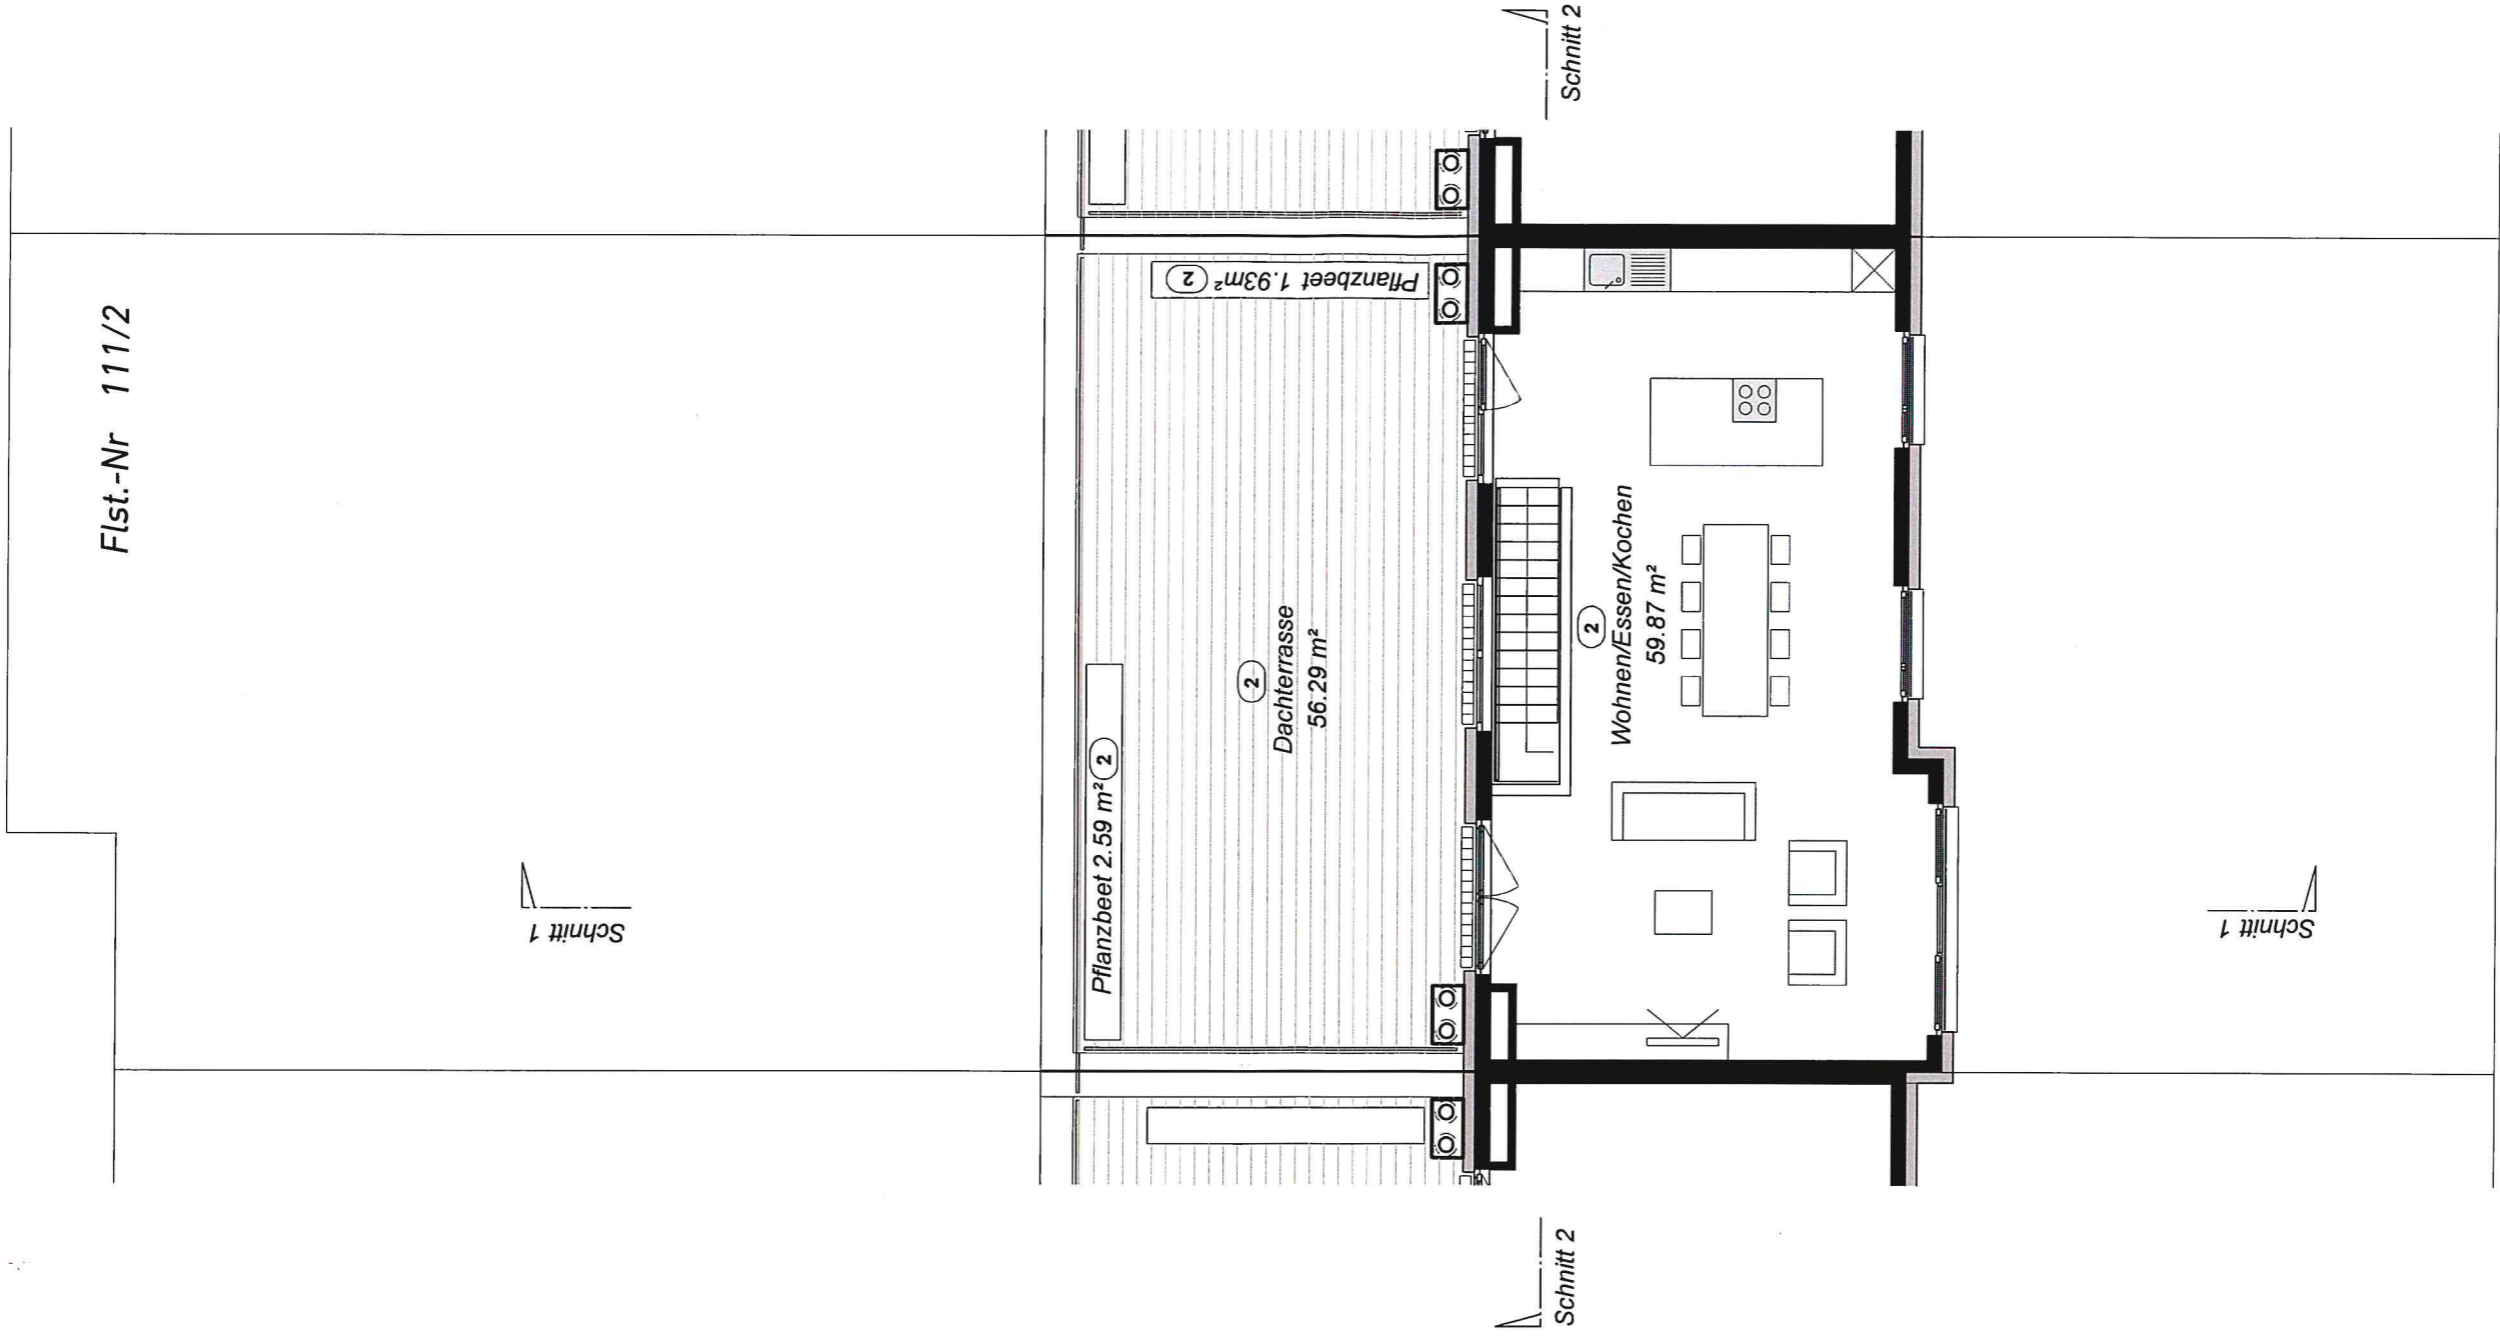 Flst.-Nr 111/2
Schnitt 1
Pflanzbeet 2.59 m² 2
Pflanzbeet 1.93m² 2
2
Dachterrasse
56.29 m²
2
Wohnen/Essen/Kochen
59.87 m²
Schnitt 2
Schnitt 2
Schnitt 1